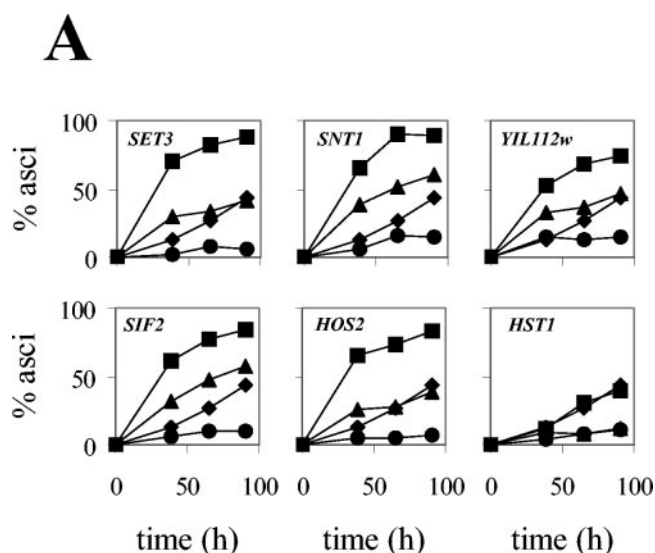 A
SET3 SNT1 YIL112w
100
50
0
% asci
SIF2 HOS2 HST1
100
50
0
% asci
0 50 100 0 50 100 0 50 100
time (h) time (h) time (h)